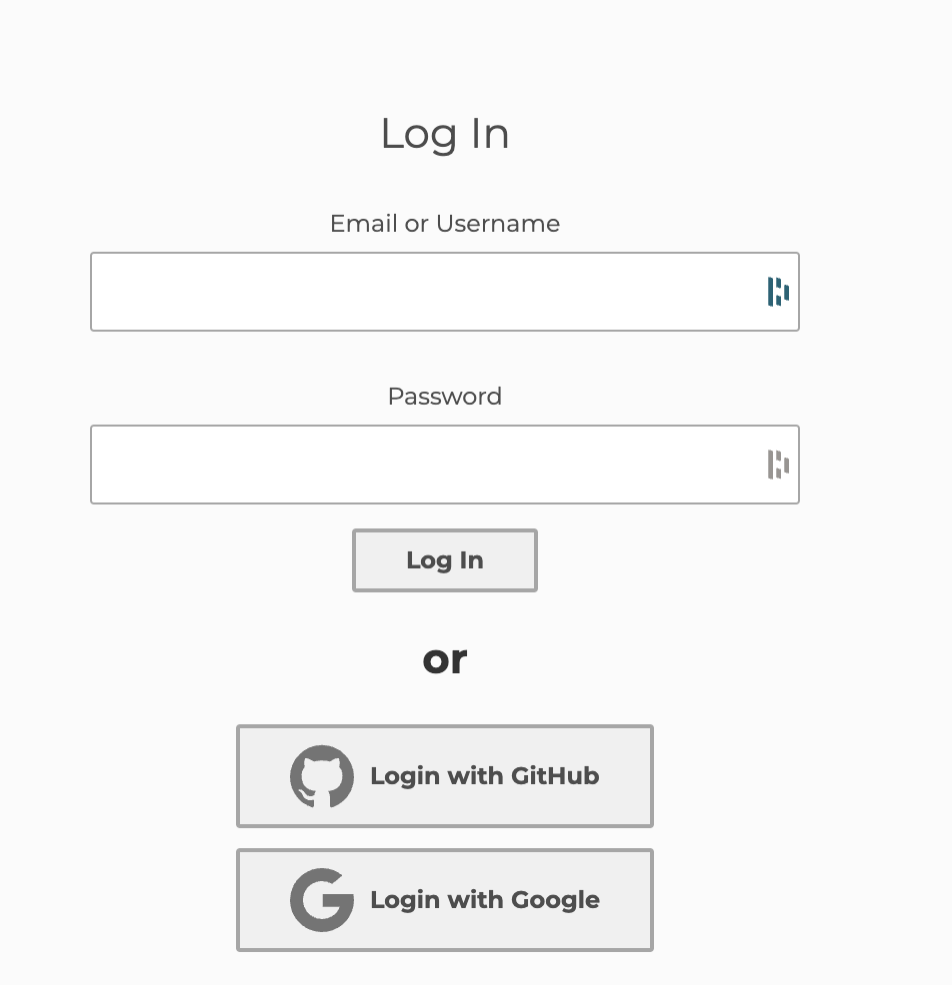 Log In
Email or Username
Password
Log In
or
Login with GitHub
Login with Google